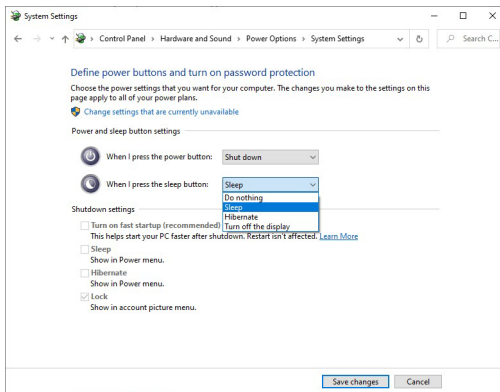 System Settings
Control Panel > Hardware and Sound > Power Options > System Settings
Search C...
Define power buttons and turn on password protection
Choose the power settings that you want for your computer. The changes you make to the settings on this
page apply to all of your power plans.
Change settings that are currently unavailable
Power and sleep button settings
When I press the power button: Shut down
When I press the sleep button: Sleep
Do nothing
Sleep
Hibernate
Turn off the display
Shutdown settings
Turn on fast startup (recommended)
This helps start your PC faster after shutdown. Restart isn't affected. Learn More
Sleep
Show in Power menu.
Hibernate
Show in Power menu.
Lock
Show in account picture menu.
Save changes Cancel